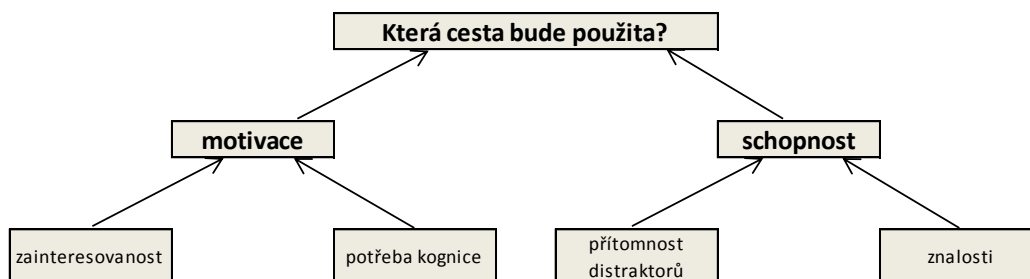 Která cesta bude použita?
motivace
schopnost
zainteresovanost
potřeba kognice
přítomnost
distraktorů
znalosti